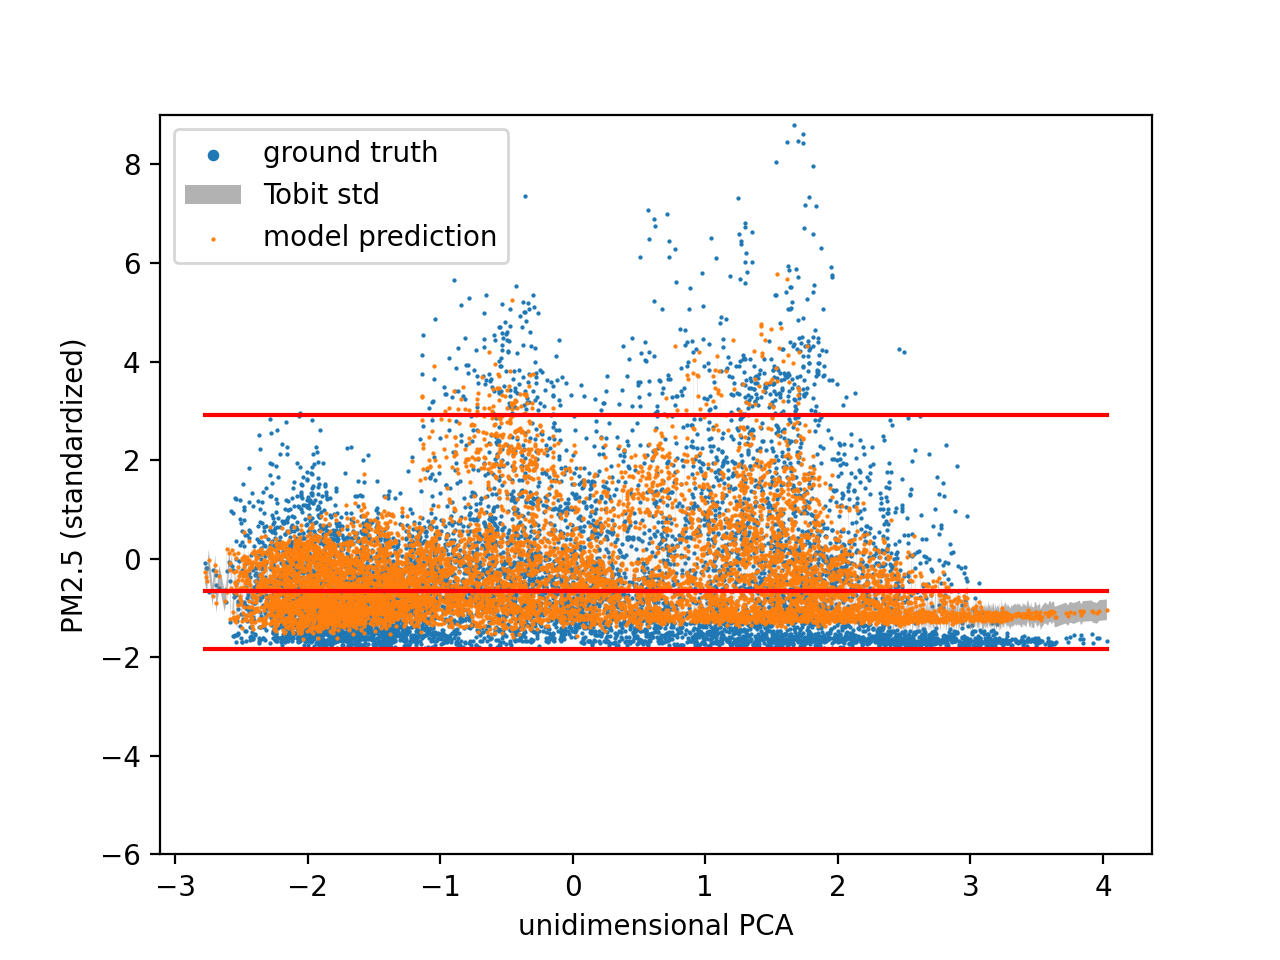 ground truth
Tobit std
model prediction
PM2.5 (standardized)
8
6
4
2
0
−2
−4
−6
−3 −2 −1 0 1 2 3 4
unidimensional PCA